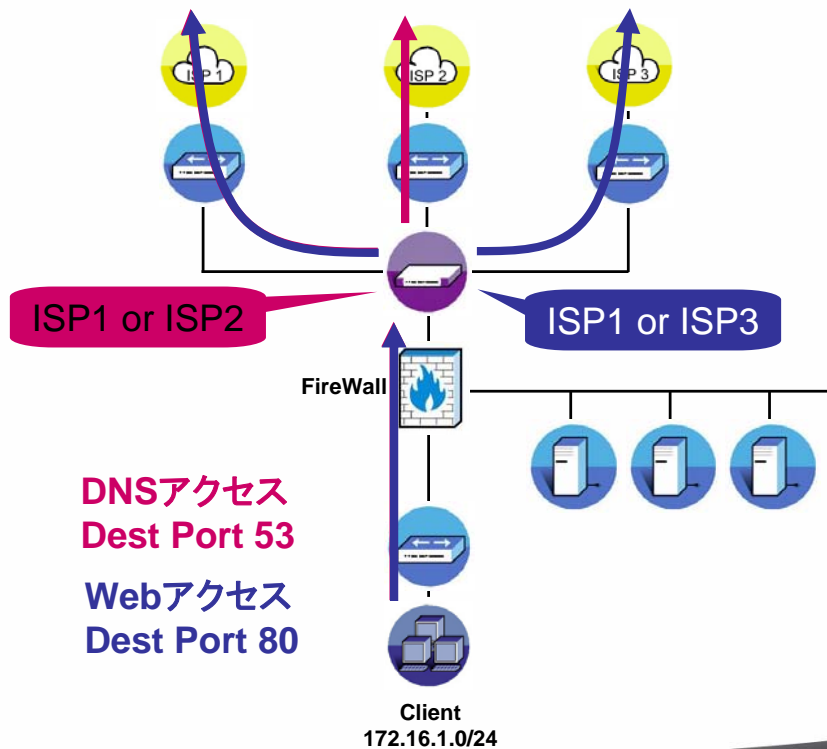 ISP 1
ISP 2
ISP 3
ISP1 or ISP2
ISP1 or ISP3
FireWall
DNSアクセス
Dest Port 53
Webアクセス
Dest Port 80
Client
172.16.1.0/24